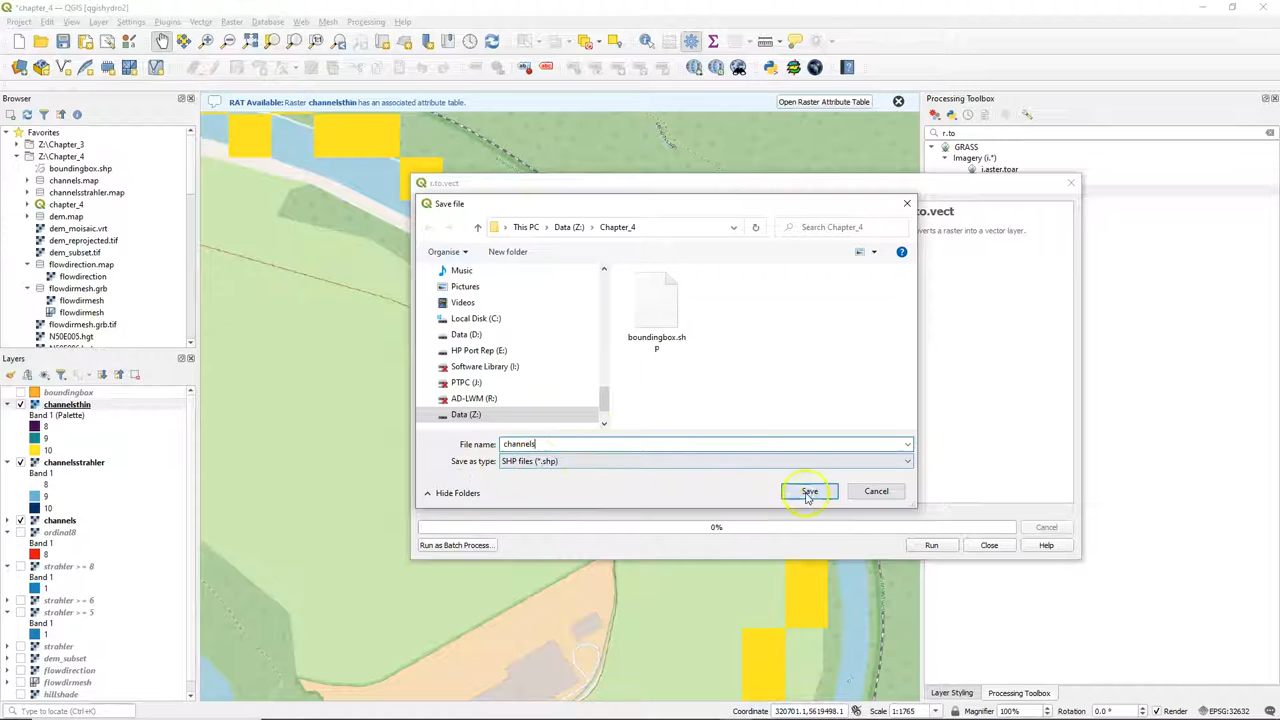 *chapter_4 — QGIS [qgishydro2]
Project Edit View Layer Settings Plugins Vector Raster Database Web Mesh Processing Help
Browser
Favorites
Z:\Chapter_3
Z:\Chapter_4
boundingbox.shp
channels.map
channelsstrahler.map
chapter_4
dem.map
dem_moisaic.vrt
dem_reprojected.tif
dem_subset.tif
flowdirection.map
flowdirection
flowdirmesh.grb
flowdirmesh
flowdirmesh
flowdirmesh.grb.tif
N50E005.hgt
Layers
boundingbox
channelsthin
Band 1 (Palette)
8
9
10
channelsstrahler
8
9
10
channels
ordinal8
Band 1
8
strahler >= 8
Band 1
1
strahler >= 6
strahler >= 5
Band 1
1
strahler
dem_subset
flowdirection
flowdirmesh
hillshade
RAT Available: Raster channelsthin has an associated attribute table.
Open Raster Attribute Table
r.to.vect
Save file
This PC Data (Z:) Chapter_4
Search Chapter_4
Organise New folder
Music
Pictures
Videos
Local Disk (C:)
Data (D:)
HP Port Rep (E:)
Software Library (I:)
PTPC (J:)
AD-LWM (R:)
Data (Z:)
boundingbox.sh
p
File name: channels
Save as type: SHP files (*.shp)
Hide Folders
Save Cancel
0%
Cancel
Run as Batch Process…
Run Close Help
Processing Toolbox
r.to
GRASS
Imagery (i.*)
i.aster.toar
o.vect
verts a raster into a vector layer.
Layer Styling Processing Toolbox
Type to locate (Ctrl+K)
Coordinate 320701.1,5619498.1 Scale 1:1765 Magnifier 100% Rotation 0.0 ° Render EPSG:32632